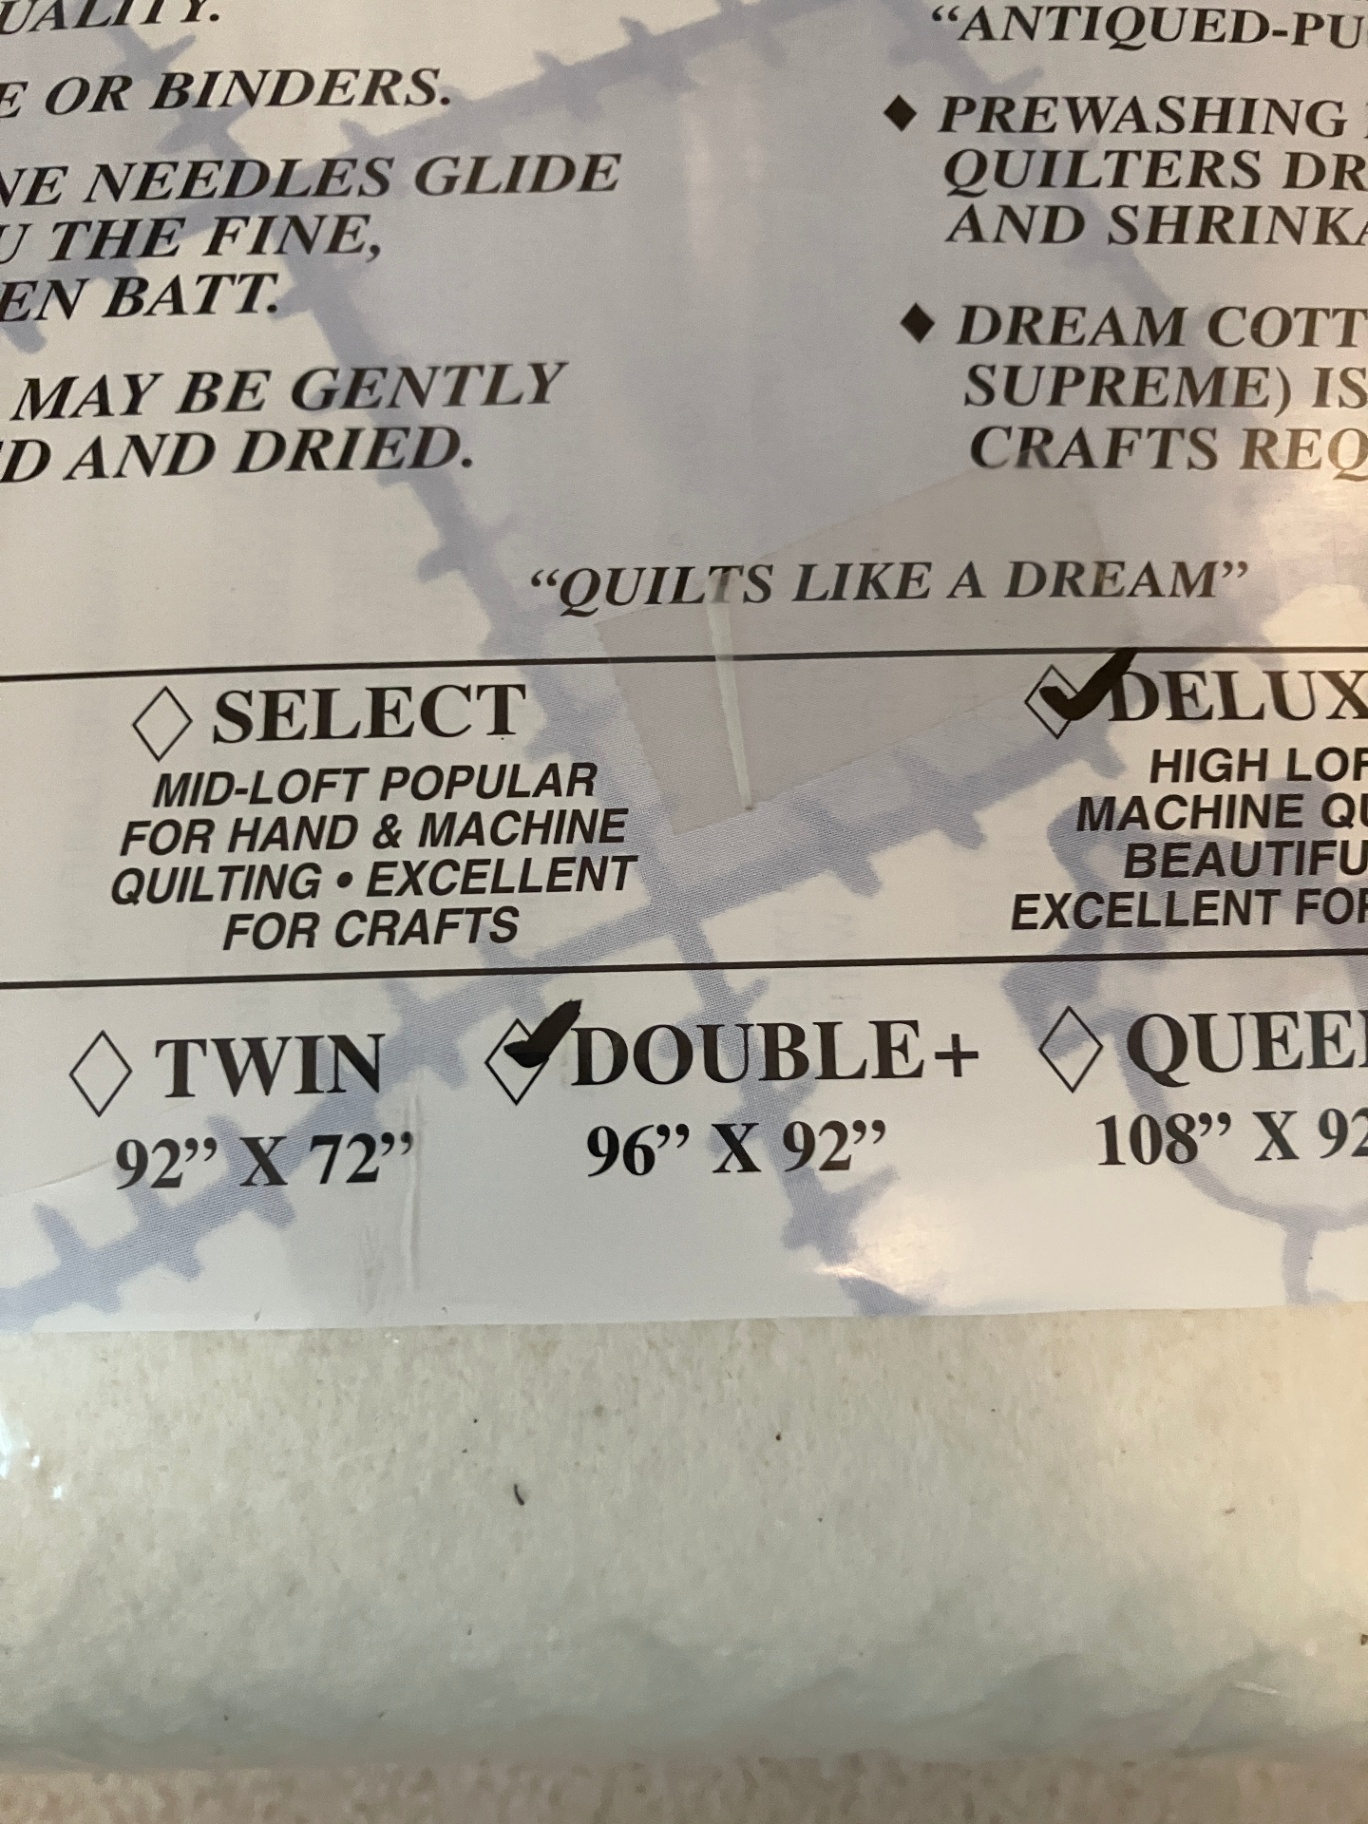 UALITY.
E OR BINDERS.
NE NEEDLES GLIDE
U THE FINE,
EN BATT.
MAY BE GENTLY
D AND DRIED.
“ANTIQUED-PU
◆ PREWASHING
QUILTERS DR
AND SHRINKA
◆ DREAM COTT
SUPREME) IS
CRAFTS REQ
“QUILTS LIKE A DREAM”
SELECT
MID-LOFT POPULAR
FOR HAND & MACHINE
QUILTING • EXCELLENT
FOR CRAFTS
DELUX
HIGH LOF
MACHINE QU
BEAUTIFU
EXCELLENT FOR
TWIN
92” X 72”
DOUBLE+
96” X 92”
QUEEN
108” X 92